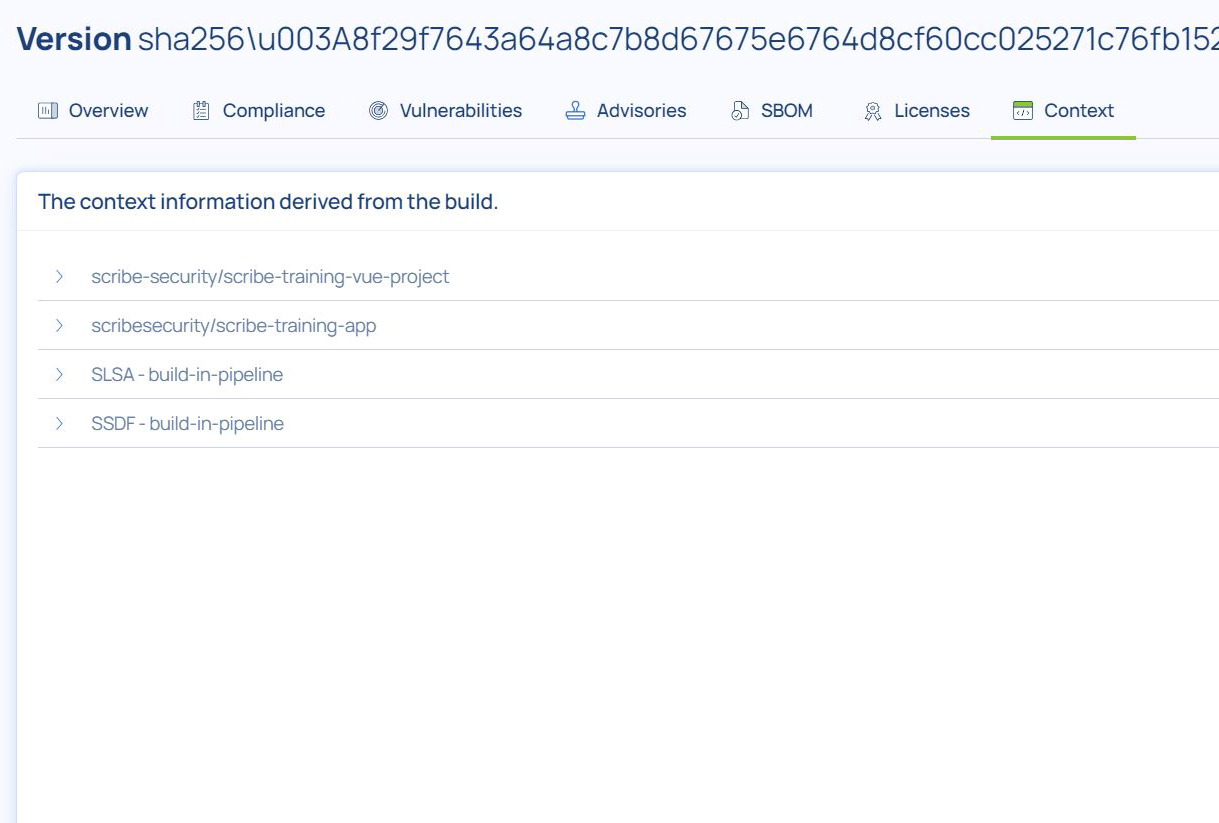 Version sha256\u003A8f29f7643a64a8c7b8d67675e6764d8cf60cc025271c76fb152
Overview Compliance Vulnerabilities Advisories SBOM Licenses Context
The context information derived from the build.
scribe-security/scribe-training-vue-project
scribesecurity/scribe-training-app
SLSA - build-in-pipeline
SSDF - build-in-pipeline